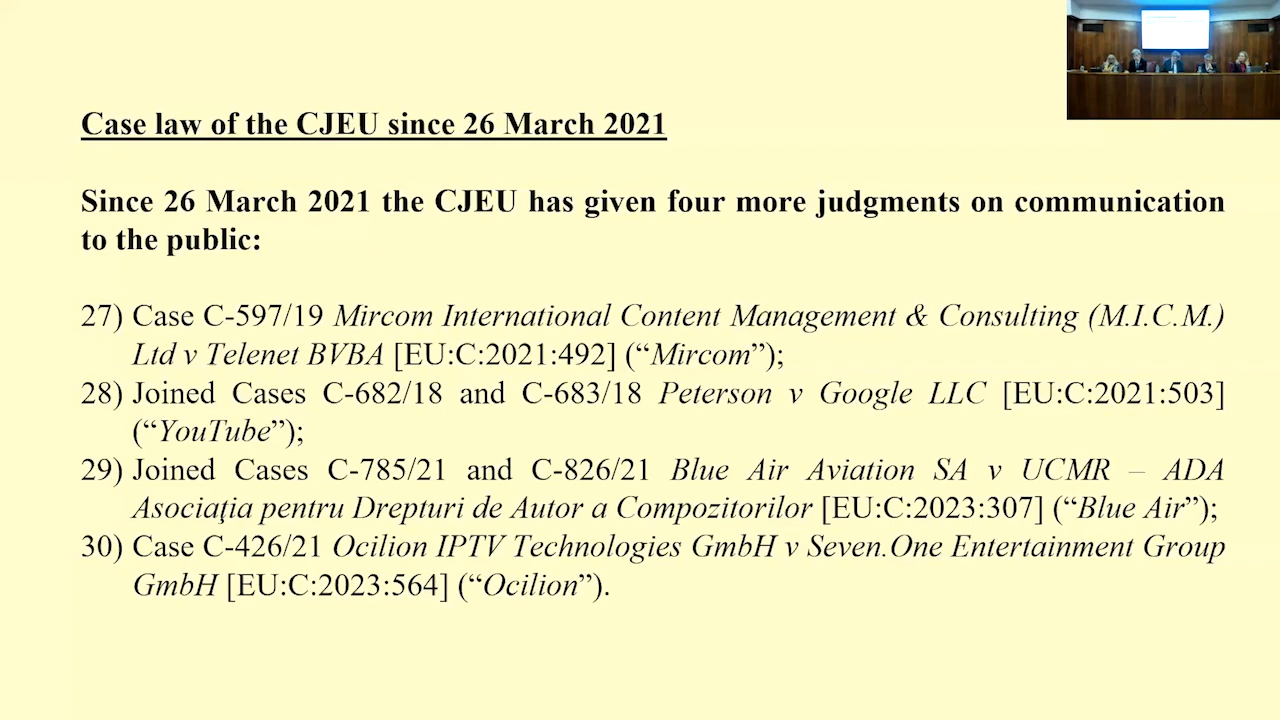 Case law of the CJEU since 26 March 2021
Since 26 March 2021 the CJEU has given four more judgments on communication
to the public:
27) Case C-597/19 Mircom International Content Management & Consulting (M.I.C.M.)
Ltd v Telenet BVBA [EU:C:2021:492] (“Mircom”);
28) Joined Cases C-682/18 and C-683/18 Peterson v Google LLC [EU:C:2021:503]
(“YouTube”);
29) Joined Cases C-785/21 and C-826/21 Blue Air Aviation SA v UCMR – ADA
Asociaţia pentru Drepturi de Autor a Compozitorilor [EU:C:2023:307] (“Blue Air”);
30) Case C-426/21 Ocilion IPTV Technologies GmbH v Seven.One Entertainment Group
GmbH [EU:C:2023:564] (“Ocilion”).